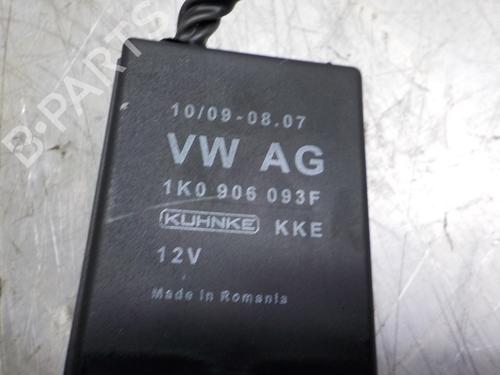 10/09-08.07
VW AG
1K0 906 093F
KUHNKE KKE
12V
Made in Romania
B-PARTS